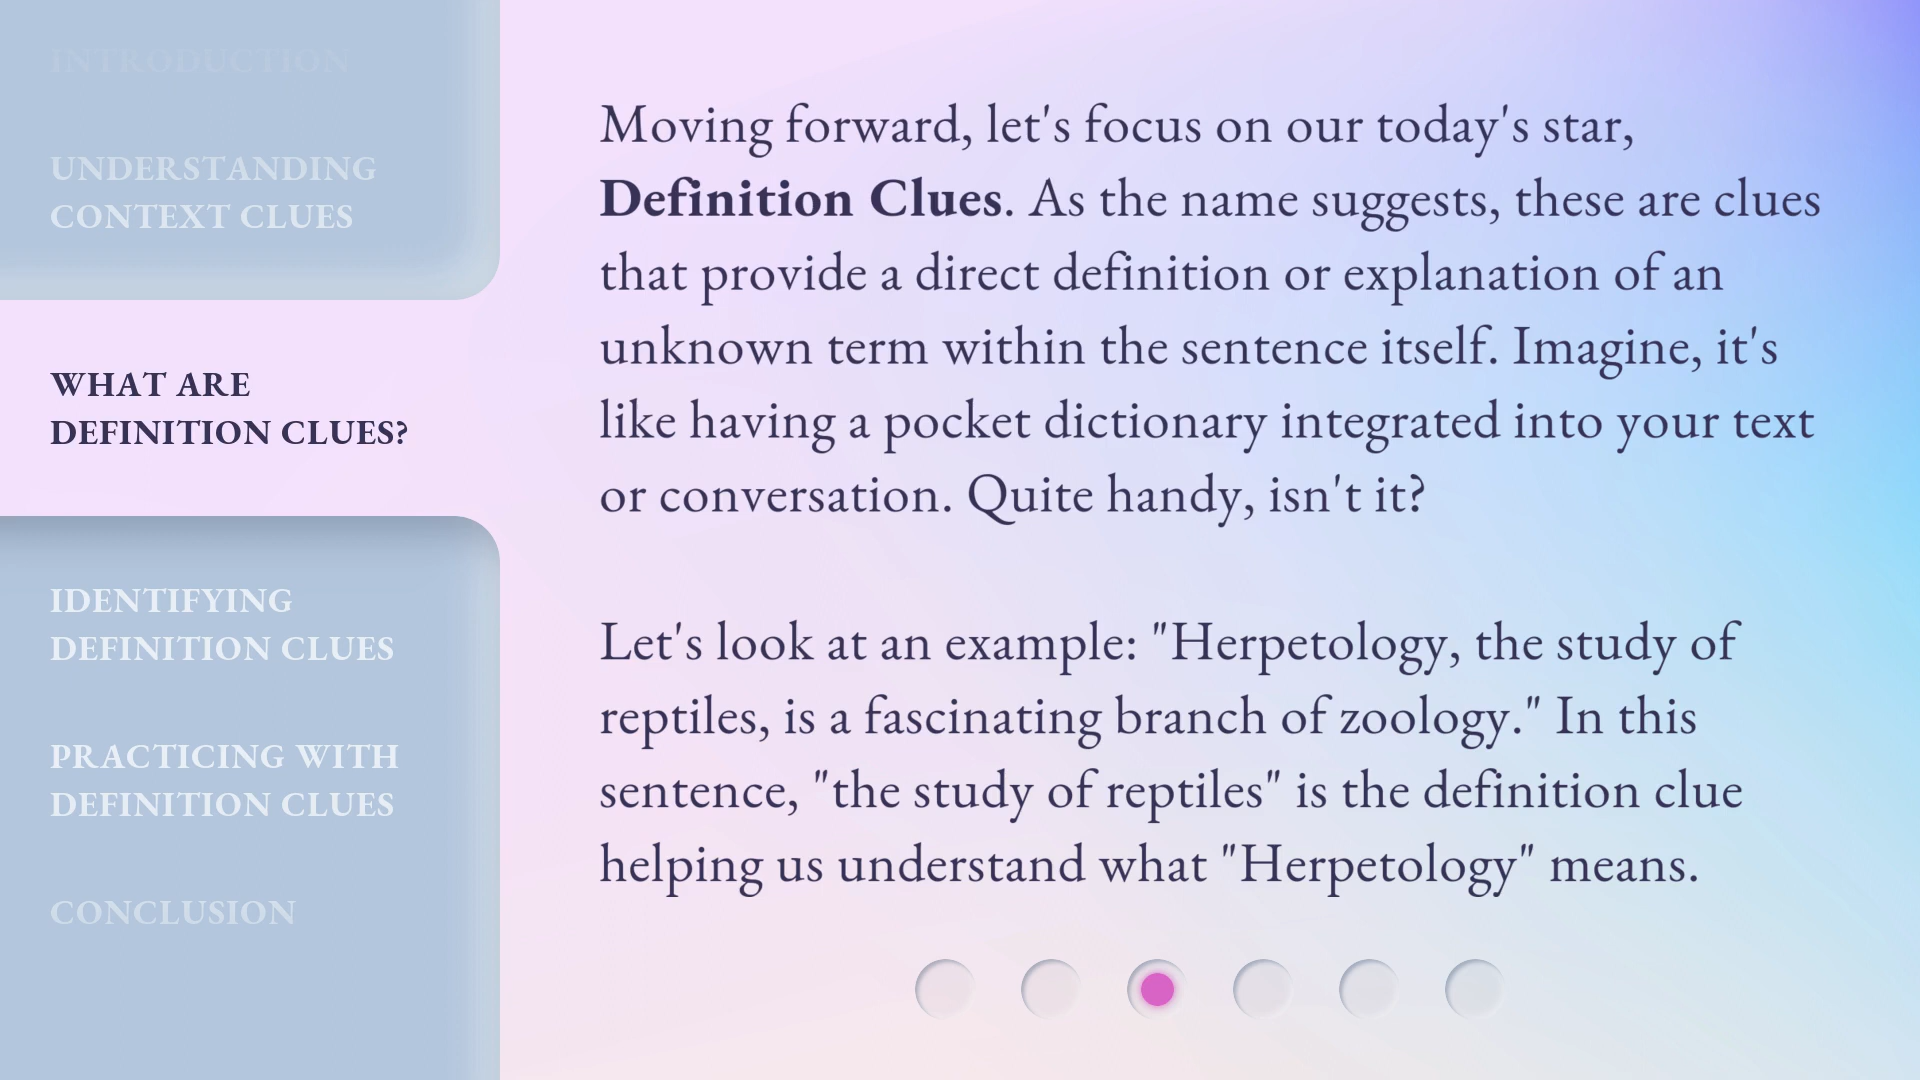 INTRODUCTION
UNDERSTANDING
CONTEXT CLUES
WHAT ARE
DEFINITION CLUES?
IDENTIFYING
DEFINITION CLUES
PRACTICING WITH
DEFINITION CLUES
CONCLUSION
Moving forward, let's focus on our today's star,
Definition Clues. As the name suggests, these are clues
that provide a direct definition or explanation of an
unknown term within the sentence itself. Imagine, it's
like having a pocket dictionary integrated into your text
or conversation. Quite handy, isn't it?
Let's look at an example: "Herpetology, the study of
reptiles, is a fascinating branch of zoology." In this
sentence, "the study of reptiles" is the definition clue
helping us understand what "Herpetology" means.